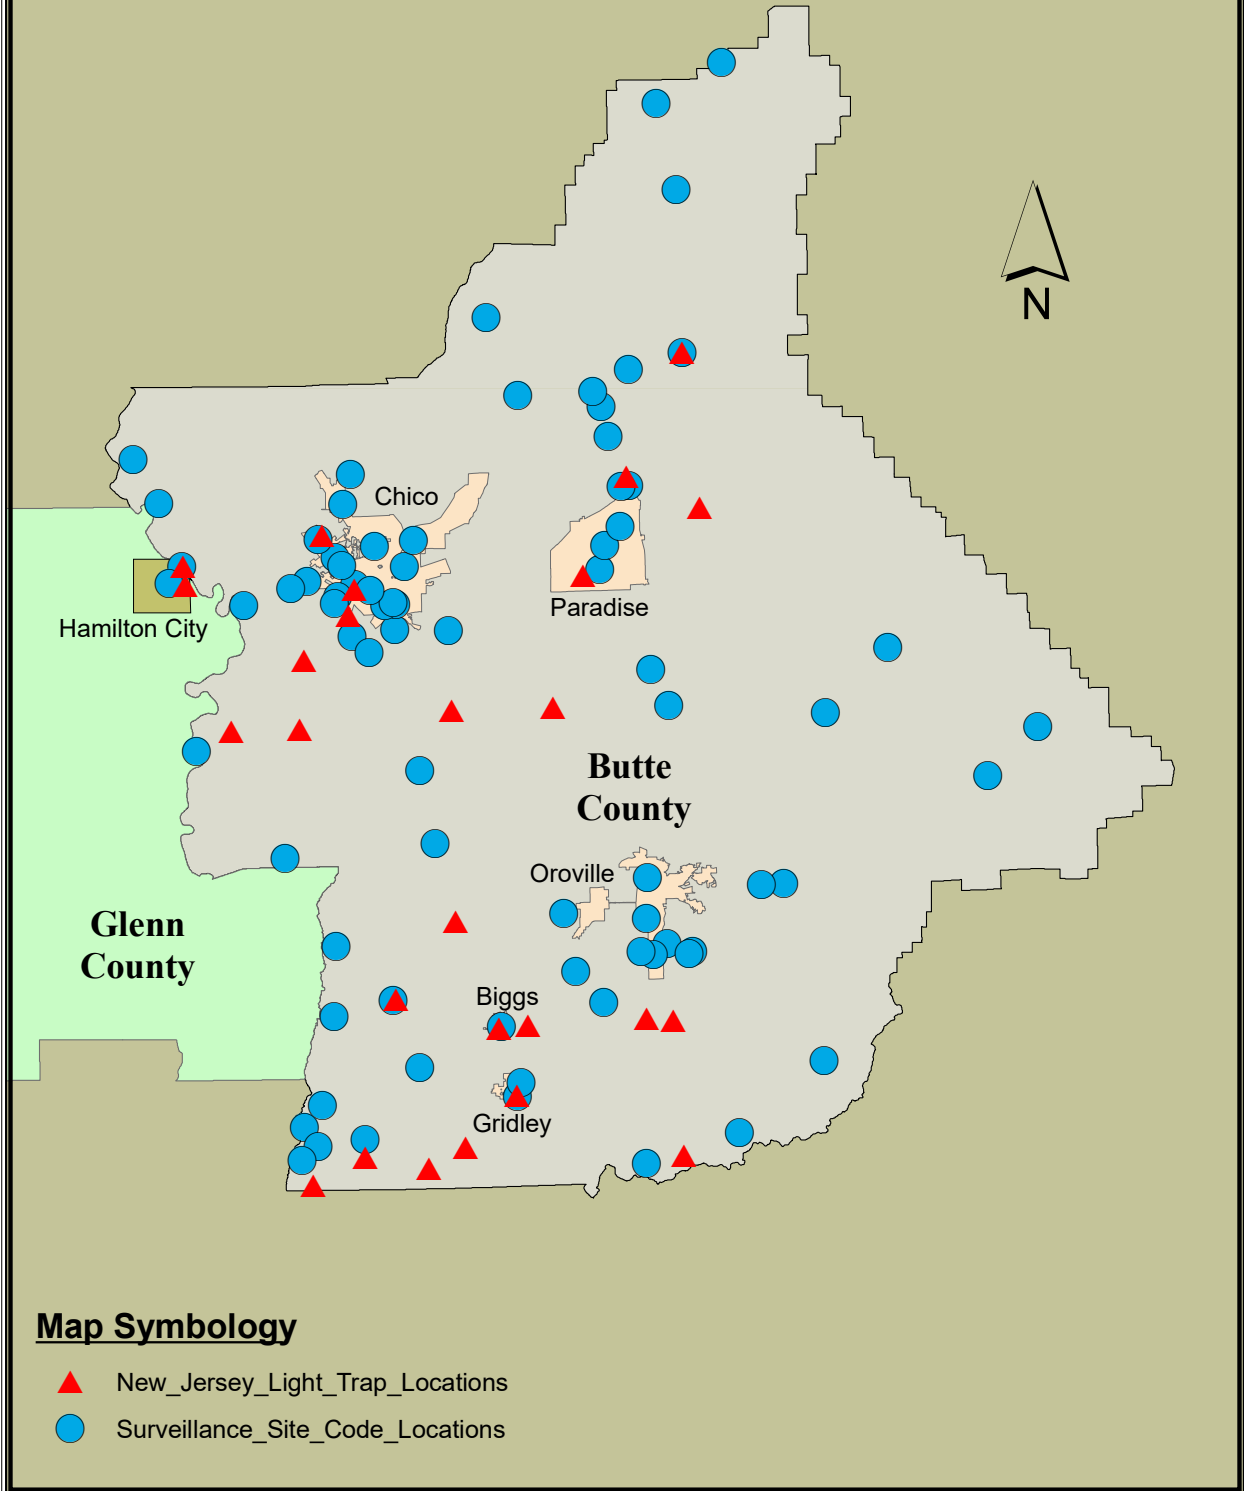 N
Chico
Paradise
Hamilton City
Butte
County
Oroville
Glenn
County
Biggs
Gridley
Map Symbology
New_Jersey_Light_Trap_Locations
Surveillance_Site_Code_Locations